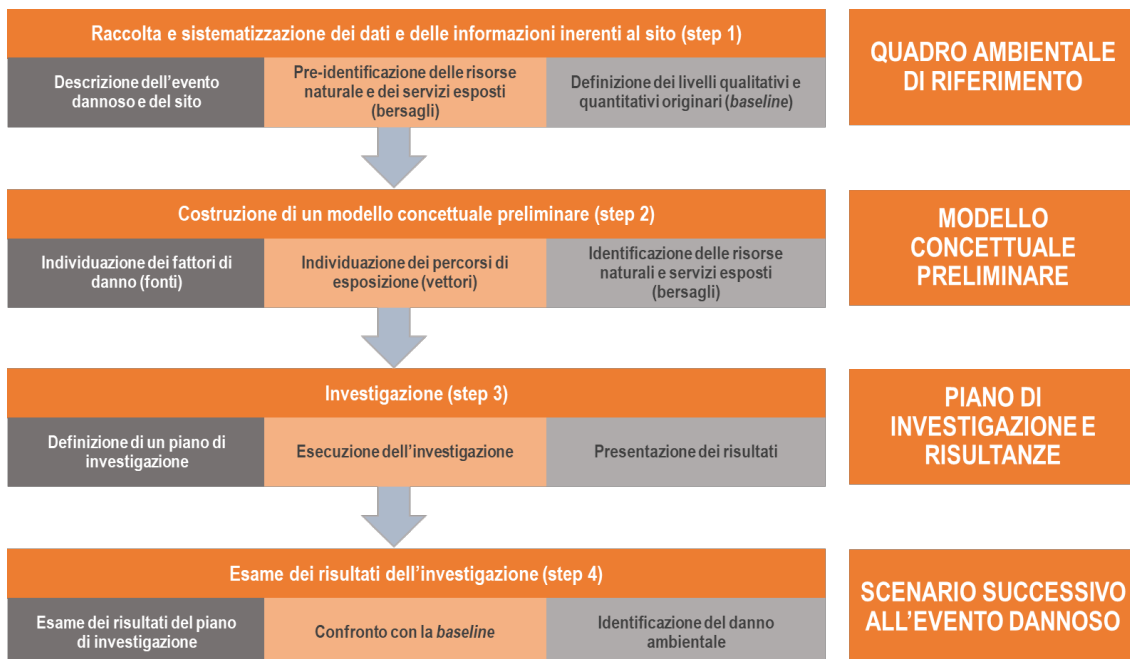 Raccolta e sistematizzazione dei dati e delle informazioni inerenti al sito (step 1)
Descrizione dell'evento
dannoso e del sito
Pre-identificazione delle risorse
naturale e dei servizi esposti
(bersagli)
Definizione dei livelli qualitativi e
quantitativi originari (baseline)
QUADRO AMBIENTALE
DI RIFERIMENTO
Costruzione di un modello concettuale preliminare (step 2)
Individuazione dei fattori di
danno (fonti)
Individuazione dei percorsi di
esposizione (vettori)
Identificazione delle risorse
naturali e servizi esposti
(bersagli)
MODELLO
CONCETTUALE
PRELIMINARE
Investigazione (step 3)
Definizione di un piano di
investigazione
Esecuzione dell'investigazione
Presentazione dei risultati
PIANO DI
INVESTIGAZIONE E
RISULTANZE
Esame dei risultati dell'investigazione (step 4)
Esame dei risultati del piano
di investigazione
Confronto con la baseline
Identificazione del danno
ambientale
SCENARIO SUCCESSIVO
ALL'EVENTO DANNOSO